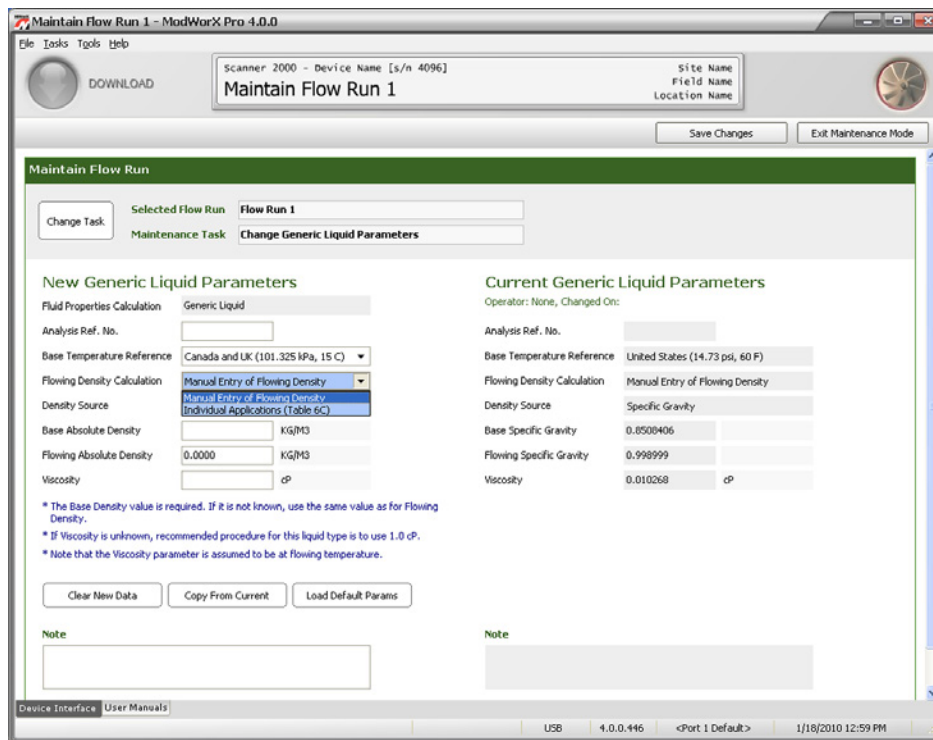 Maintain Flow Run 1 - ModWorX Pro 4.0.0
File Tasks Tools Help
DOWNLOAD
Scanner 2000 - Device Name [s/n 4096]
Maintain Flow Run 1
Site Name
Field Name
Location Name
Save Changes
Exit Maintenance Mode
Maintain Flow Run
Change Task
Selected Flow Run Flow Run 1
Maintenance Task Change Generic Liquid Parameters
New Generic Liquid Parameters
Fluid Properties Calculation Generic Liquid
Analysis Ref. No.
Base Temperature Reference Canada and UK (101.325 kPa, 15 C)
Flowing Density Calculation Manual Entry of Flowing Density
Manual Entry of Flowing Density
Individual Applications (Table 6C)
Density Source
Base Absolute Density KG/M3
Flowing Absolute Density 0.0000 KG/M3
Viscosity cP
* The Base Density value is required. If it is not known, use the same value as for Flowing
Density.
* If Viscosity is unknown, recommended procedure for this liquid type is to use 1.0 cP.
* Note that the Viscosity parameter is assumed to be at flowing temperature.
Clear New Data
Copy From Current
Load Default Params
Note
Current Generic Liquid Parameters
Operator: None, Changed On:
Analysis Ref. No.
Base Temperature Reference United States (14.73 psi, 60 F)
Flowing Density Calculation Manual Entry of Flowing Density
Density Source Specific Gravity
Base Specific Gravity 0.8508406
Flowing Specific Gravity 0.998999
Viscosity 0.010268 cP
Note
Device Interface User Manuals
USB 4.0.0.446 <Port 1 Default> 1/18/2010 12:59 PM